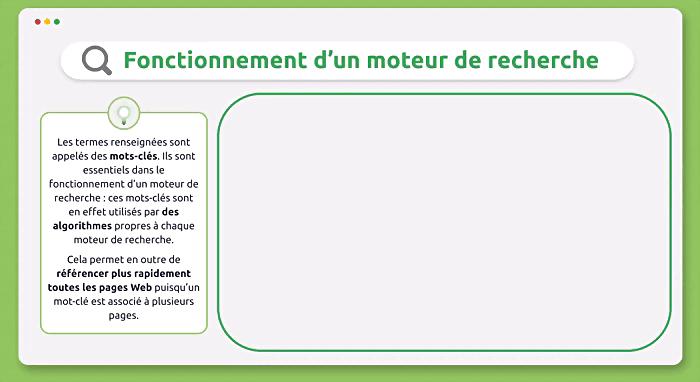 Fonctionnement d’un moteur de recherche
Les termes renseignées sont
appelés des mots-clés. Ils sont
essentiels dans le
fonctionnement d’un moteur de
recherche : ces mots-clés sont
en effet utilisés par des
algorithmes propres à chaque
moteur de recherche.
Cela permet en outre de
référencer plus rapidement
toutes les pages Web puisqu’un
mot-clé est associé à plusieurs
pages.